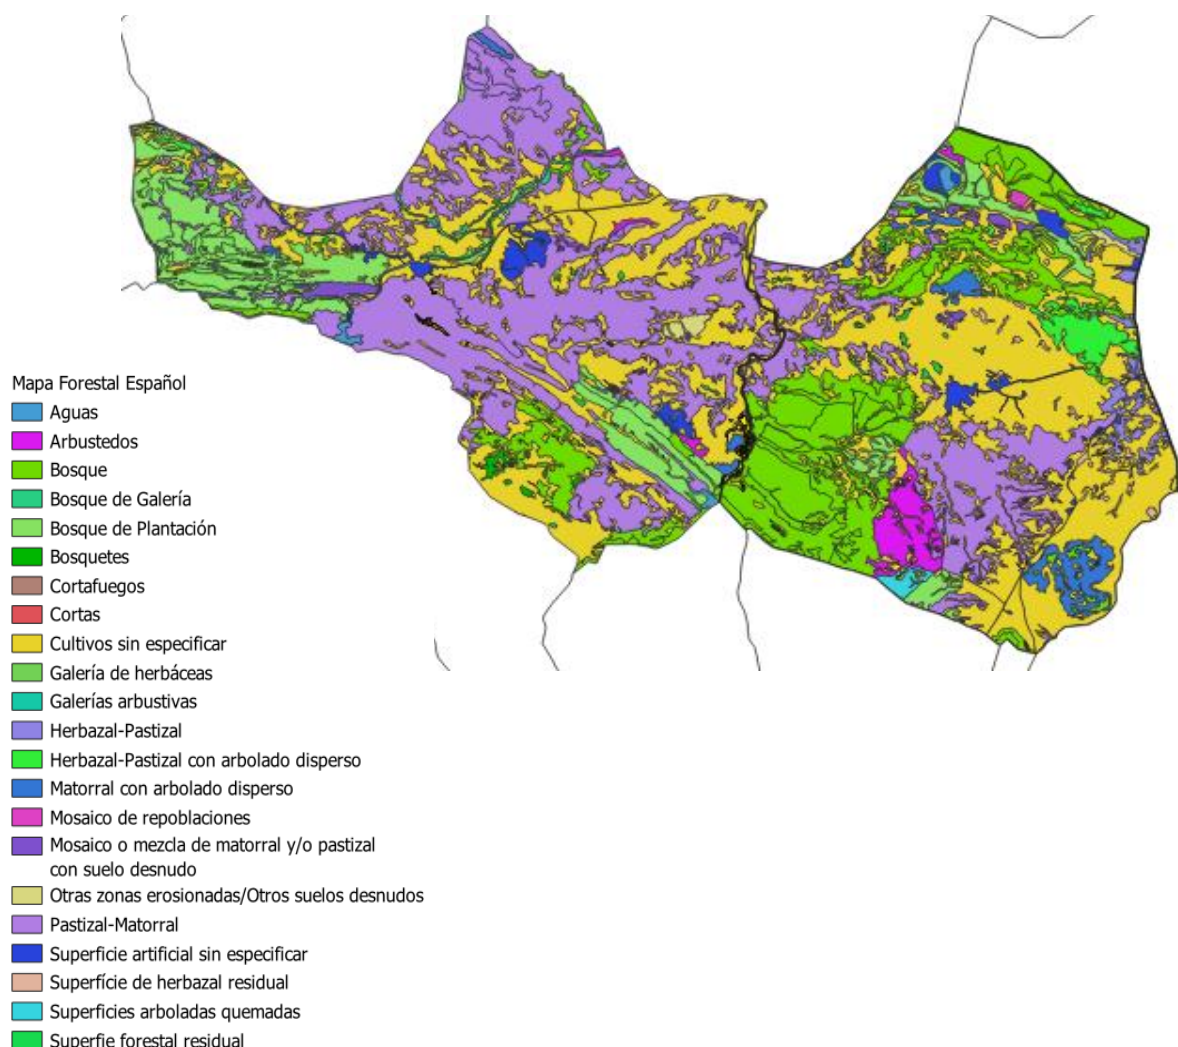 Mapa Forestal Español
Aguas
Arbustedos
Bosque
Bosque de Galería
Bosque de Plantación
Bosquetes
Cortafuegos
Cortas
Cultivos sin especificar
Galería de herbáceas
Galerías arbustivas
Herbazal-Pastizal
Herbazal-Pastizal con arbolado disperso
Matorral con arbolado disperso
Mosaico de repoblaciones
Mosaico o mezcla de matorral y/o pastizal
con suelo desnudo
Otras zonas erosionadas/Otros suelos desnudos
Pastizal-Matorral
Superficie artificial sin especificar
Superfície de herbazal residual
Superficies arboladas quemadas
Superfie forestal residual